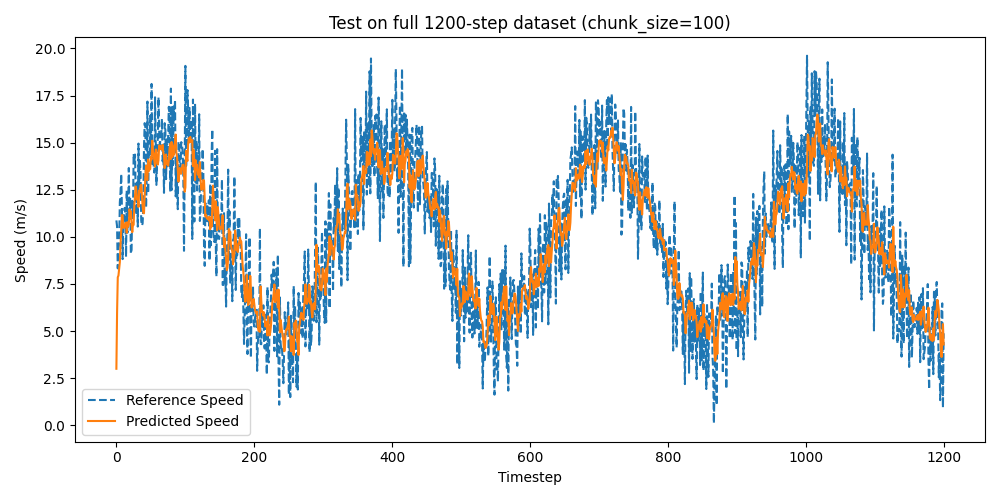 Test on full 1200-step dataset (chunk_size=100)
20.0
17.5
15.0
12.5
10.0
7.5
5.0
2.5
0.0
Speed (m/s)
Reference Speed
Predicted Speed
0 200 400 600 800 1000 1200
Timestep